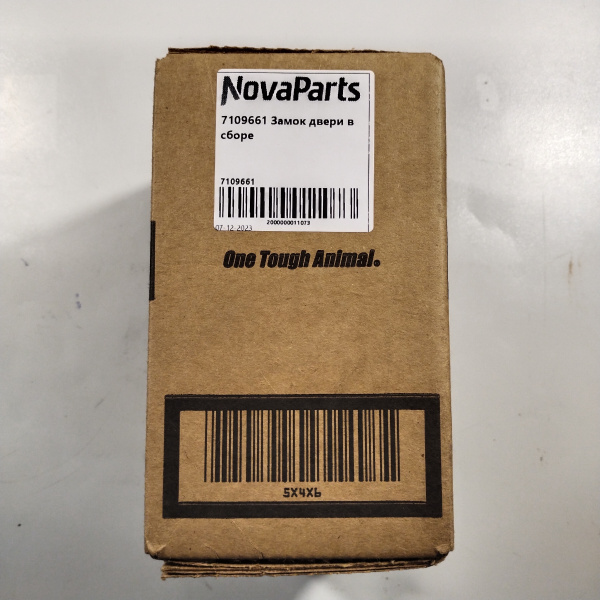 NovaParts
7109661 Замок двери в
сборе
7109661
2000000011073
07.12.2023
One Tough Animal®
5X4X6